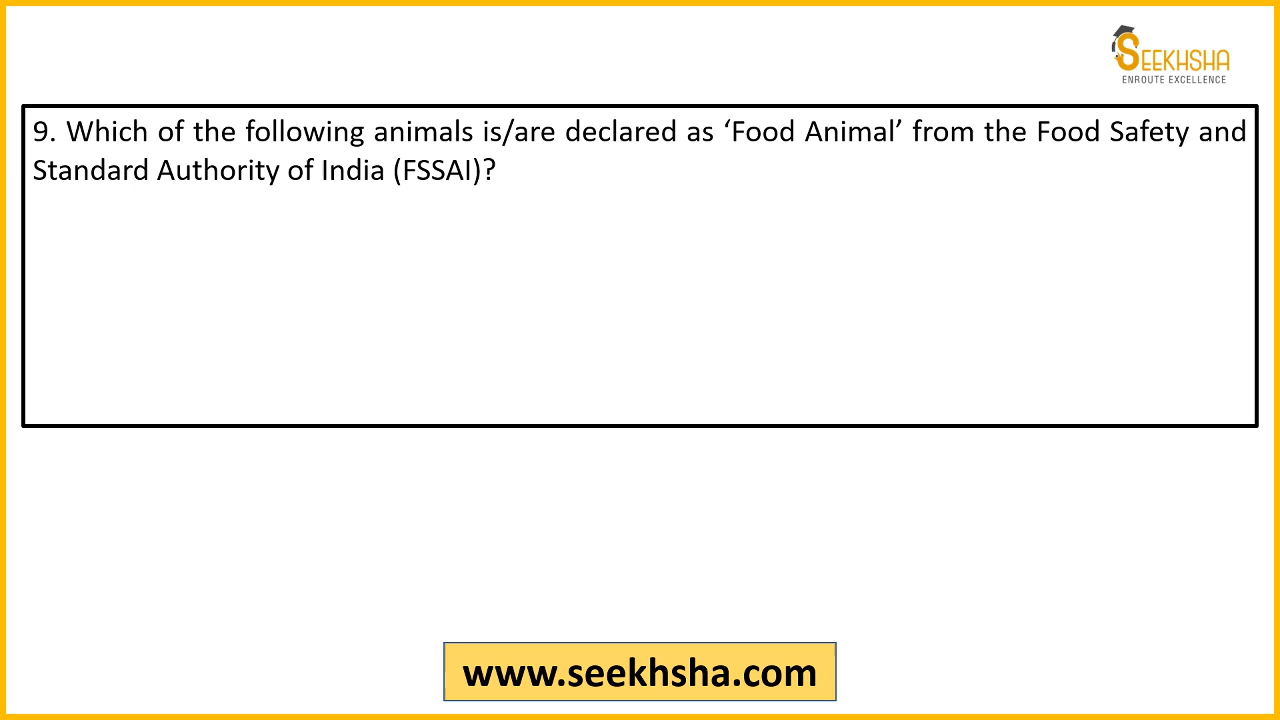 SEEKHSHA
ENROUTE EXCELLENCE
9. Which of the following animals is/are declared as ‘Food Animal’ from the Food Safety and
Standard Authority of India (FSSAI)?
www.seekhsha.com